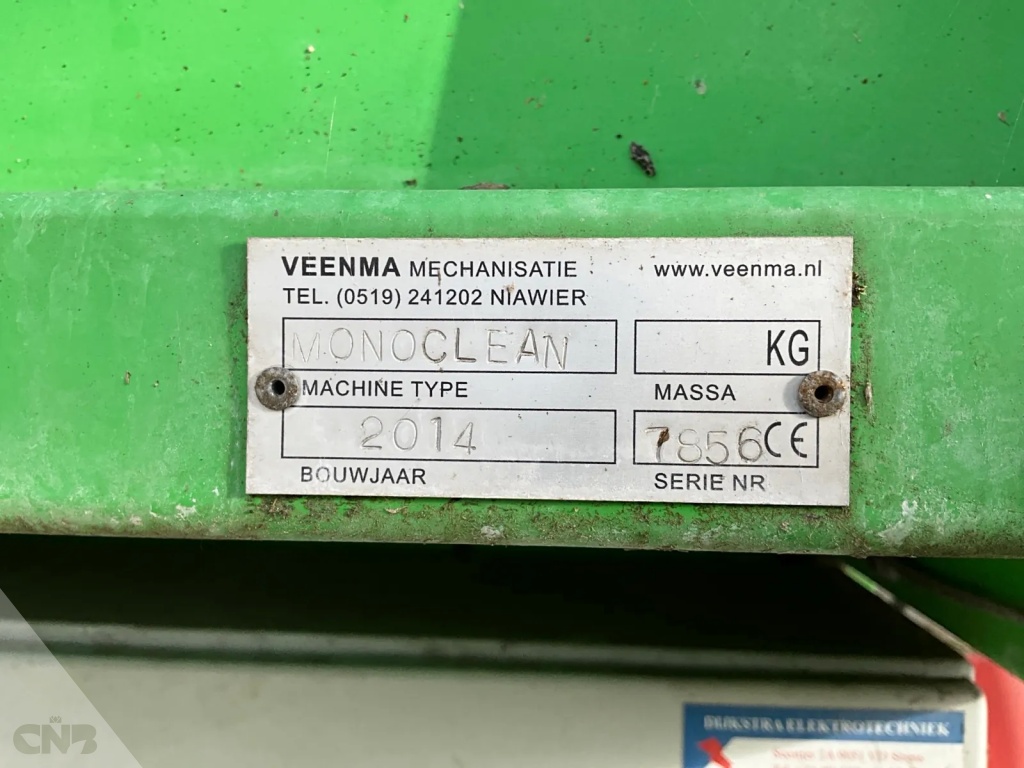 VEENMA MECHANISATIE www.veenma.nl
TEL. (0519) 241202 NIAWIER
MONOCLEAN KG
MACHINE TYPE MASSA
2014 7856 CE
BOUWJAAR SERIE NR
DIJKSTRA ELEKTROTECHNIEK
CNB